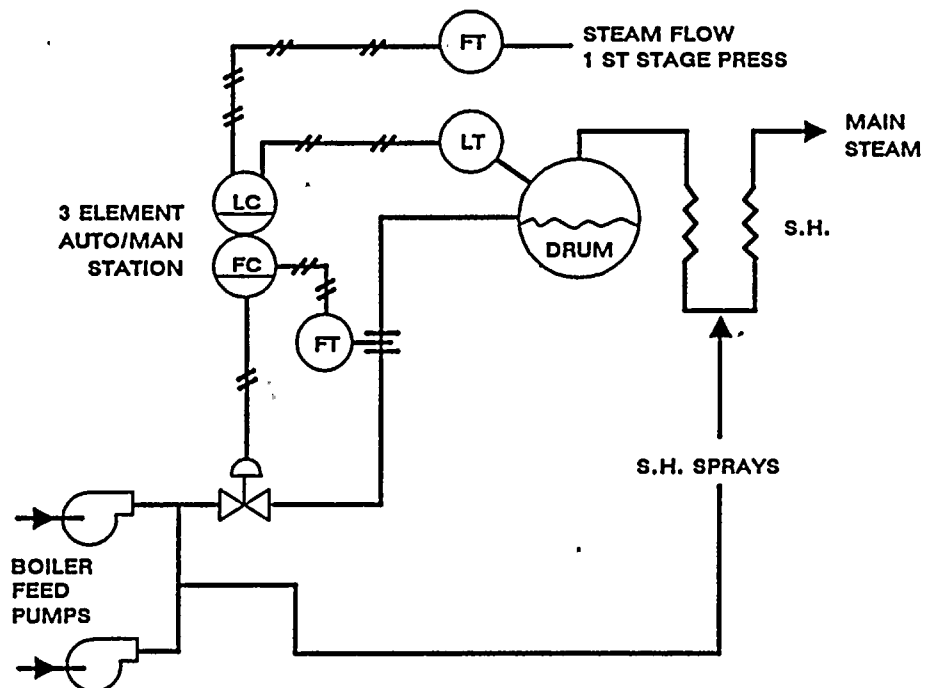 FT
STEAM FLOW
1 ST STAGE PRESS
LT
MAIN
STEAM
LC
3 ELEMENT
AUTO/MAN
STATION
FC
DRUM
S.H.
FT
S.H. SPRAYS
BOILER
FEED
PUMPS